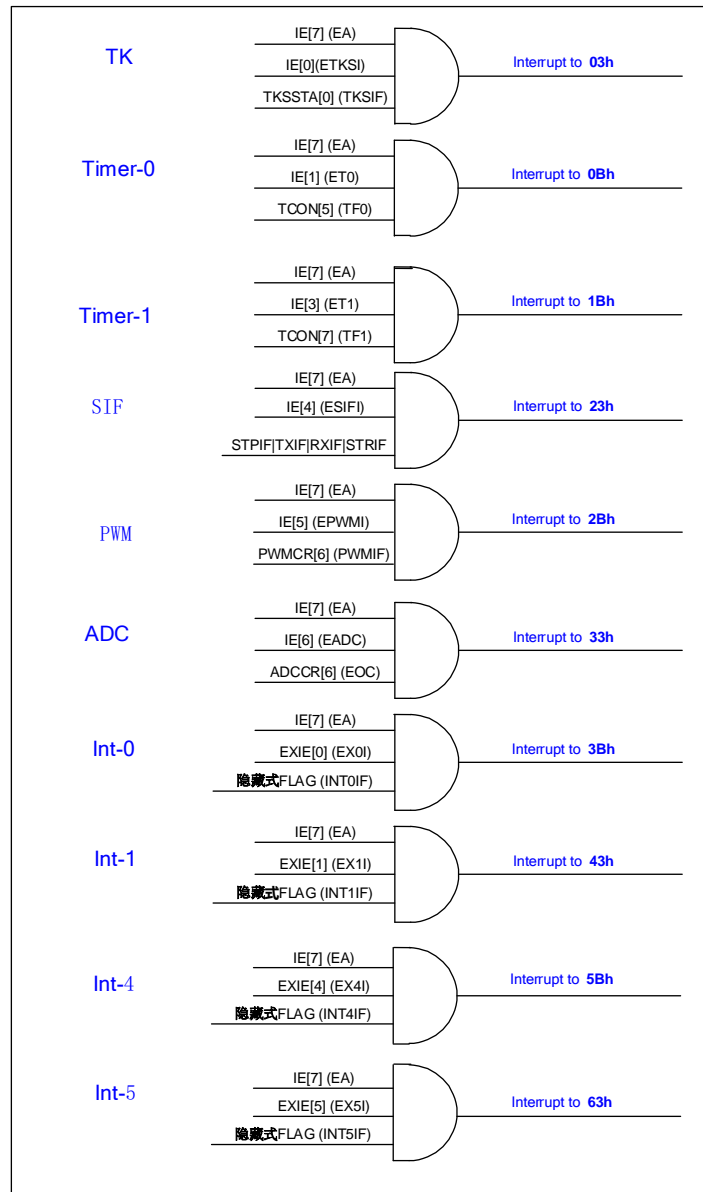 IE[7] (EA)
TK
IE[0](ETKSI)
Interrupt to 03h
TKSSTA[0] (TKSIF)
IE[7] (EA)
Timer-0
IE[1] (ET0)
Interrupt to 0Bh
TCON[5] (TF0)
IE[7] (EA)
Timer-1
IE[3] (ET1)
Interrupt to 1Bh
TCON[7] (TF1)
IE[7] (EA)
SIF
IE[4] (ESIFI)
Interrupt to 23h
STPIF|TXIF|RXIF|STRIF
IE[7] (EA)
PWM
IE[5] (EPWMI)
Interrupt to 2Bh
PWMCR[6] (PWMIF)
IE[7] (EA)
ADC
IE[6] (EADC)
Interrupt to 33h
ADCCR[6] (EOC)
IE[7] (EA)
Int-0
EXIE[0] (EX0I)
Interrupt to 3Bh
隐藏式FLAG (INT0IF)
IE[7] (EA)
Int-1
EXIE[1] (EX1I)
Interrupt to 43h
隐藏式FLAG (INT1IF)
IE[7] (EA)
Int-4
EXIE[4] (EX4I)
Interrupt to 5Bh
隐藏式FLAG (INT4IF)
IE[7] (EA)
Int-5
EXIE[5] (EX5I)
Interrupt to 63h
隐藏式FLAG (INT5IF)